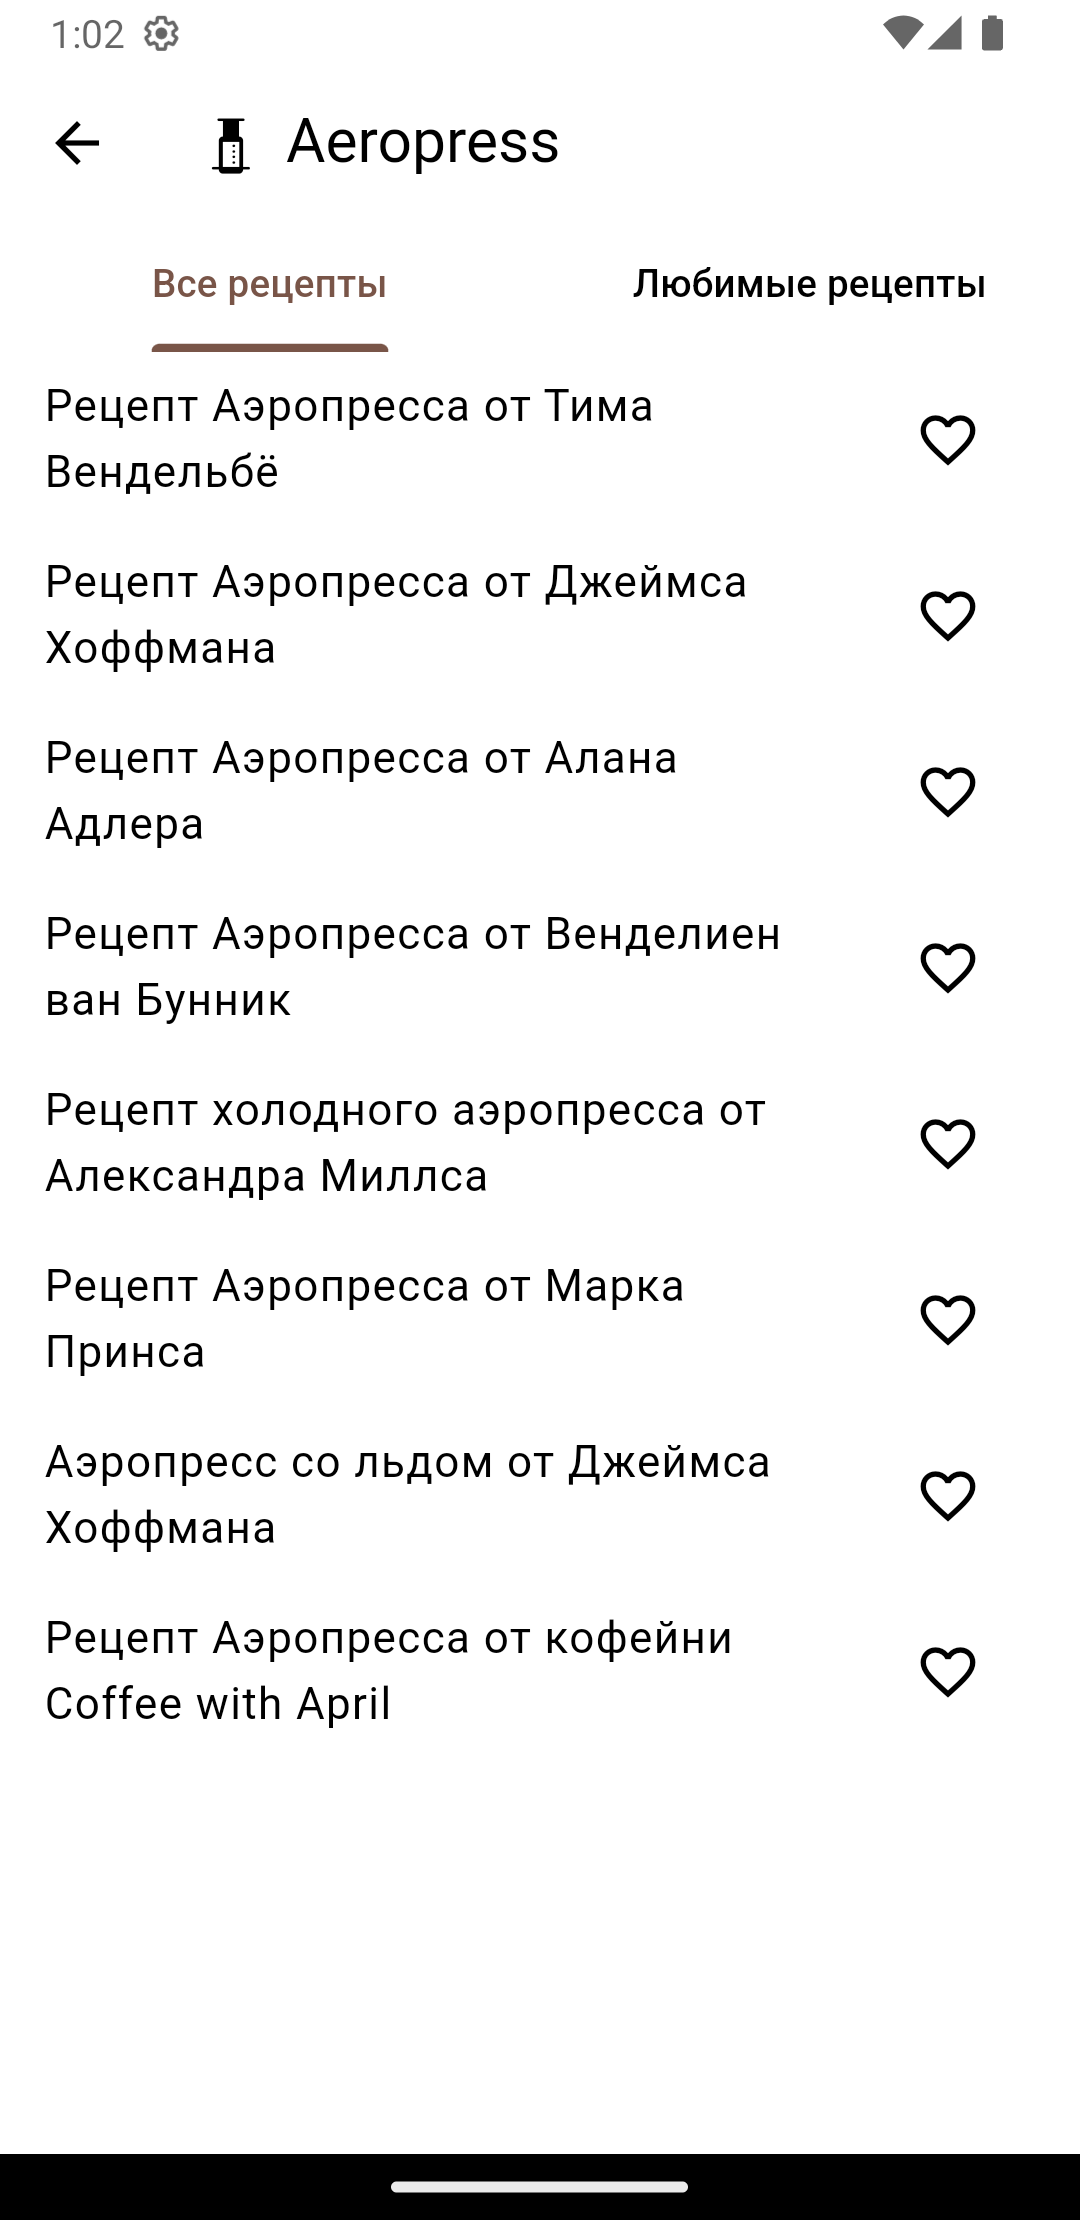 1:02
Aeropress
Все рецепты
Любимые рецепты
Рецепт Аэропресса от Тима
Вендельбё
Рецепт Аэропресса от Джеймса
Хоффмана
Рецепт Аэропресса от Алана
Адлера
Рецепт Аэропресса от Венделиен
ван Бунник
Рецепт холодного аэропресса от
Александра Миллса
Рецепт Аэропресса от Марка
Принса
Аэропресс со льдом от Джеймса
Хоффмана
Рецепт Аэропресса от кофейни
Coffee with April